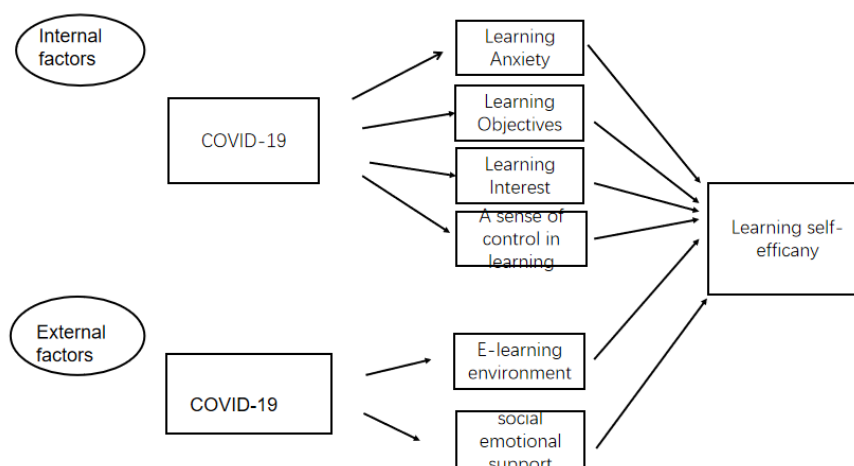 Internal
factors
COVID-19
Learning
Anxiety
Learning
Objectives
Learning
Interest
A sense of
control in
learning
Learning self-
efficany
External
factors
COVID-19
E-learning
environment
social
emotional
support